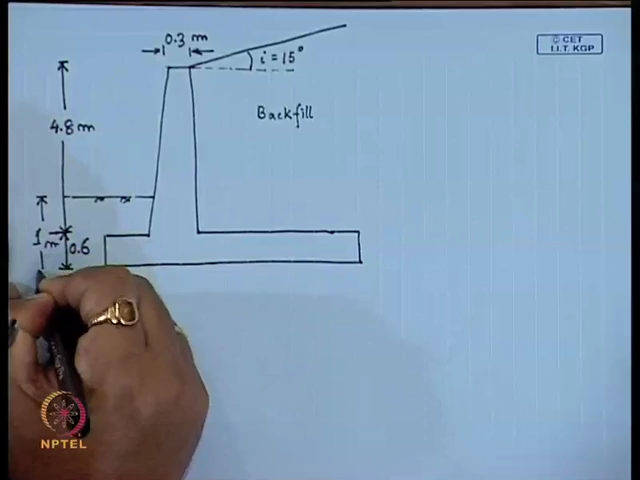 0.3 m
i = 15°
© CET
I.I.T. KGP
Backfill
4.8 m
1 m
0.6
NPTEL